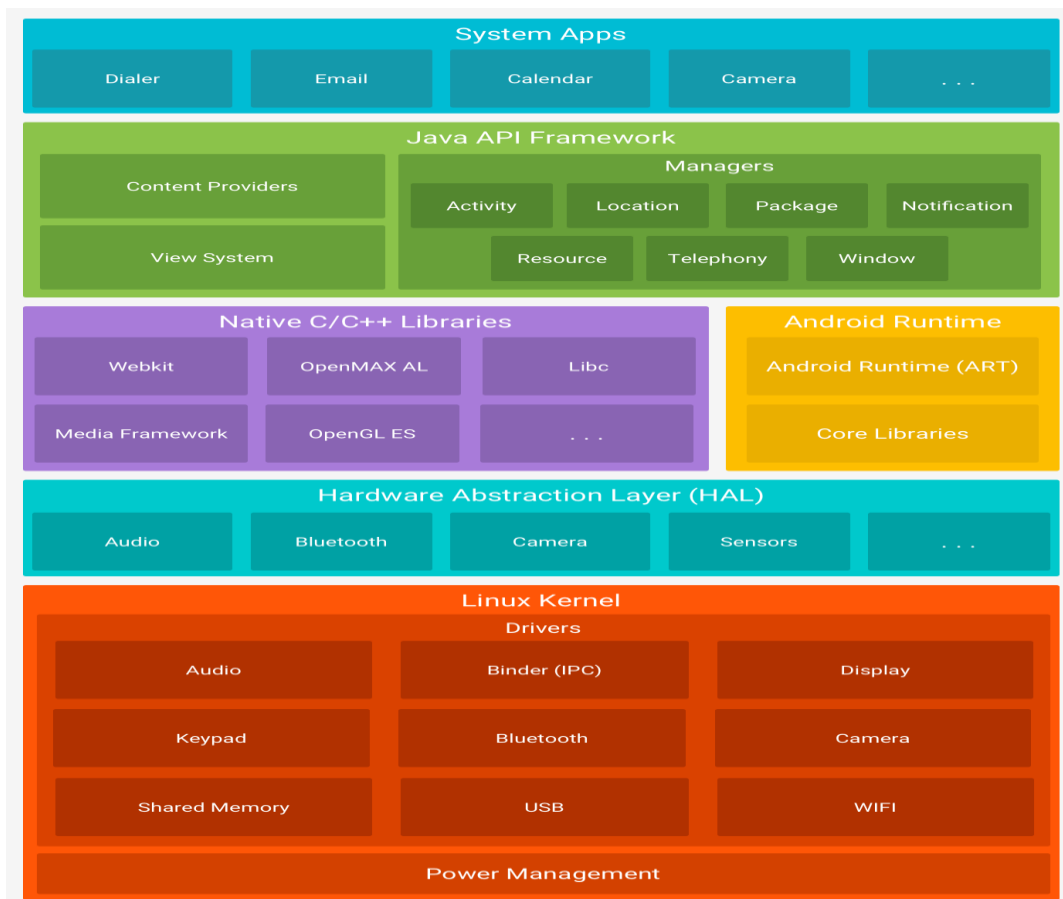 System Apps
Dialer Email Calendar Camera . . .
Java API Framework
Content Providers
View System
Managers
Activity Location Package Notification
Resource Telephony Window
Native C/C++ Libraries
Webkit OpenMAX AL Libc
Media Framework OpenGL ES . . .
Android Runtime
Android Runtime (ART)
Core Libraries
Hardware Abstraction Layer (HAL)
Audio Bluetooth Camera Sensors . . .
Linux Kernel
Drivers
Audio Binder (IPC) Display
Keypad Bluetooth Camera
Shared Memory USB WIFI
Power Management